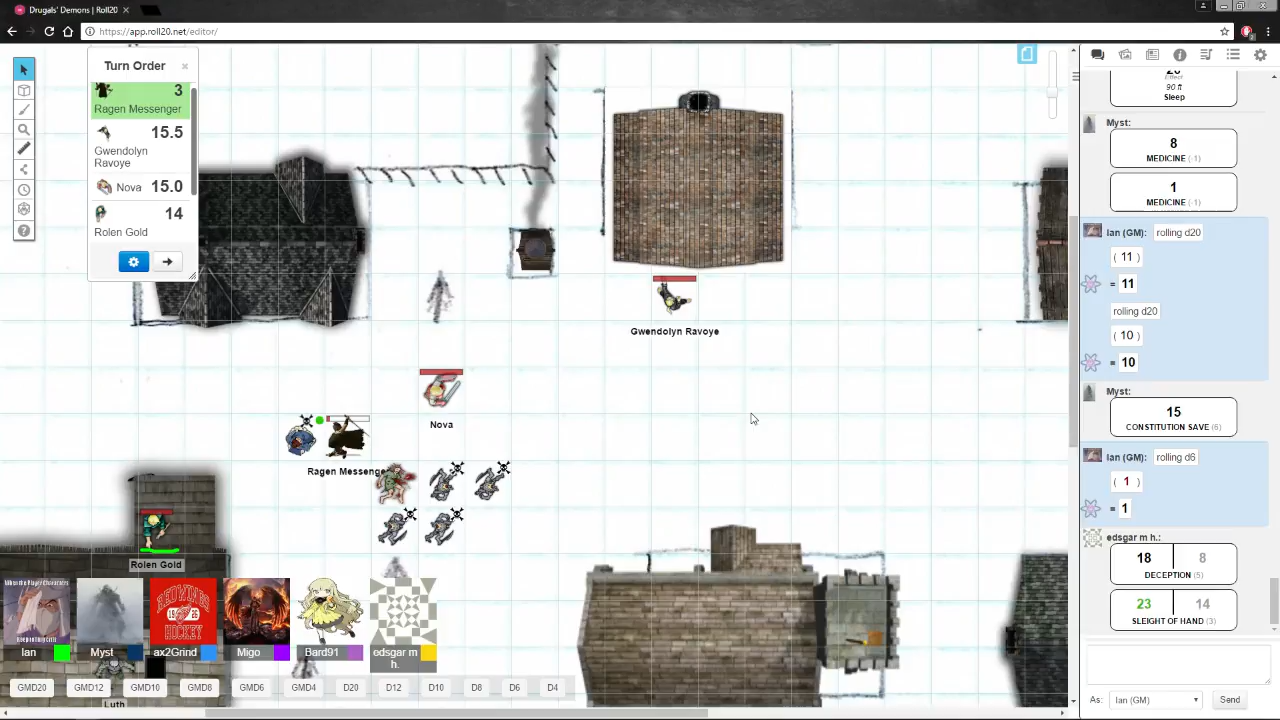 Drugals' Demons | Roll20
https://app.roll20.net/editor/
Turn Order
3
Ragen Messenger
15.5
Gwendolyn
Ravoye
Nova
15.0
14
Rolen Gold
Gwendolyn Ravoye
Nova
Ragen Messenger
Rolen Gold
Ian
Myst
ax2Grind
Migo
Bard91
edsgar m
h.
HOCKEY
GMD12
GMD10
GMD8
GMD6
GMD4
D20
D12
D10
D8
D6
D4
90 ft
Sleep
Myst:
8
MEDICINE (-1)
1
MEDICINE (-1)
Ian (GM):
rolling d20
( 11 )
= 11
rolling d20
( 10 )
= 10
Myst:
15
CONSTITUTION SAVE (6)
Ian (GM):
rolling d6
( 1 )
= 1
edsgar m h.:
18 8
DECEPTION (5)
23 14
SLEIGHT OF HAND (3)
As:
Ian (GM)
Send